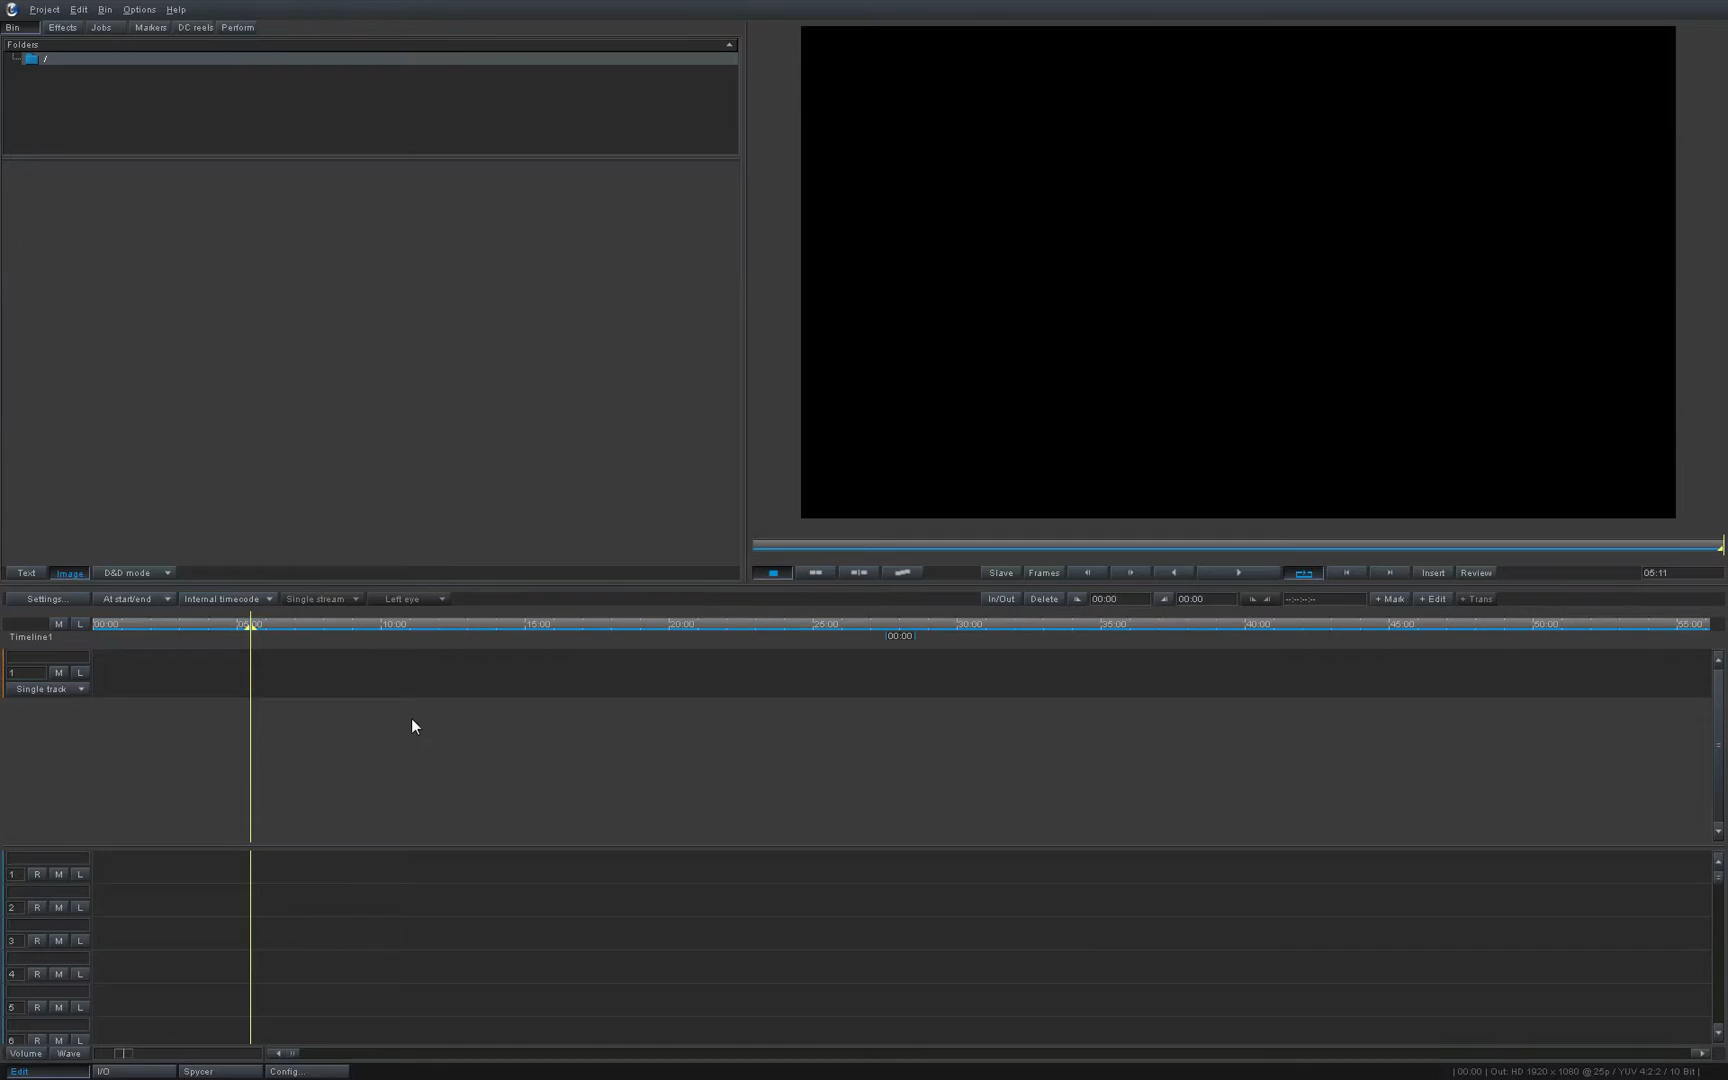 Project Edit Bin Options Help
Bin Effects Jobs Markers DC reels Perform
Folders
/
Text Image D&D mode
Slave Frames Insert Review 05:11
Settings... At start/end Internal timecode Single stream Left eye In/Out Delete 00:00 00:00 --:--:--:-- + Mark + Edit + Trans
M L 00:00 05:00 10:00 15:00 20:00 25:00 30:00 35:00 40:00 45:00 50:00 55:00
Timeline1 |00:00|
1 M L
Single track
1 R M L
2 R M L
3 R M L
4 R M L
5 R M L
6 R M L
Volume Wave
Edit I/O Spycer Config... | 00:00 | Out: HD 1920 x 1080 @ 25p / YUV 4:2:2 / 10 Bit |